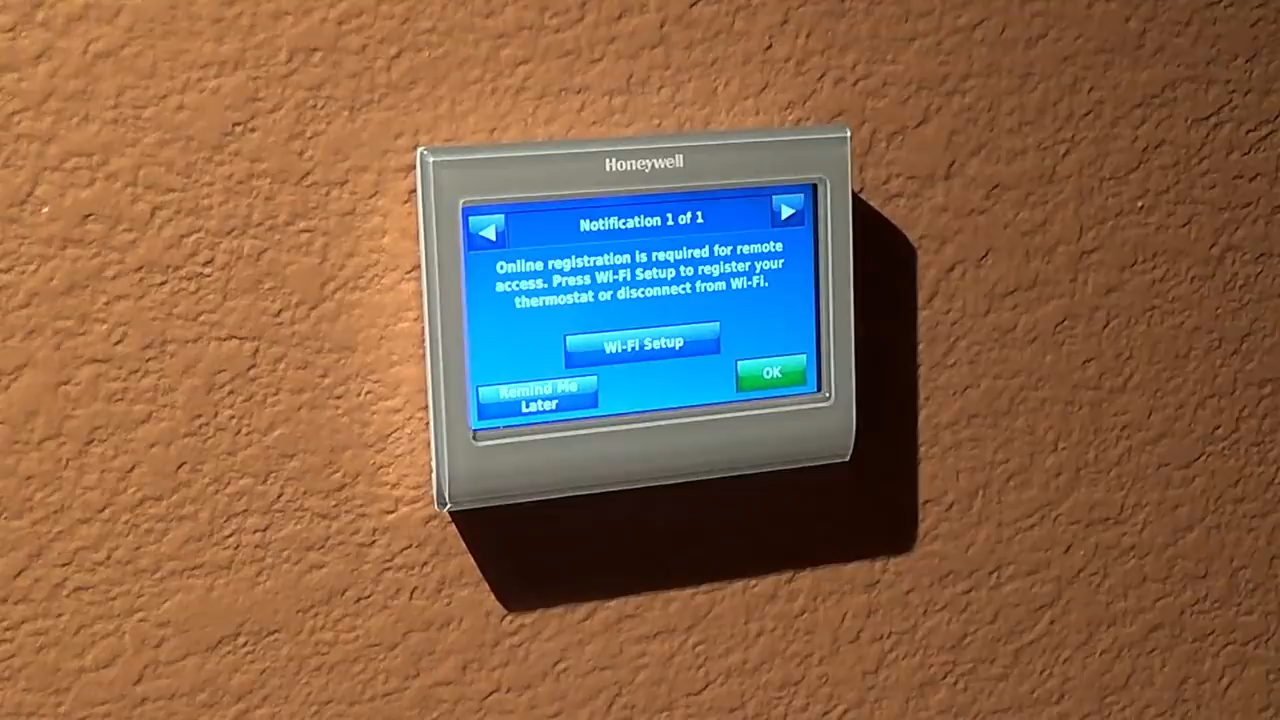 Honeywell
Notification 1 of 1
Online registration is required for remote
access. Press Wi-Fi Setup to register your
thermostat or disconnect from Wi-Fi.
Wi-Fi Setup
OK
Remind Me
Later